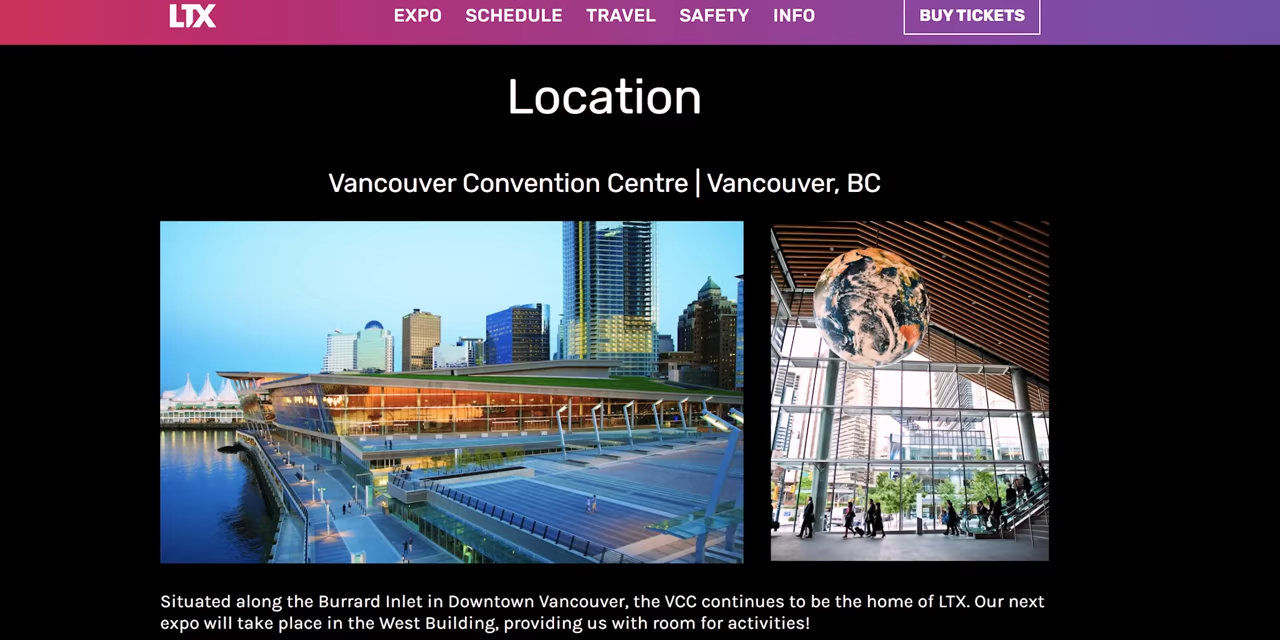 LTX
EXPO SCHEDULE TRAVEL SAFETY INFO
BUY TICKETS
Location
Vancouver Convention Centre | Vancouver, BC
Situated along the Burrard Inlet in Downtown Vancouver, the VCC continues to be the home of LTX. Our next
expo will take place in the West Building, providing us with room for activities!